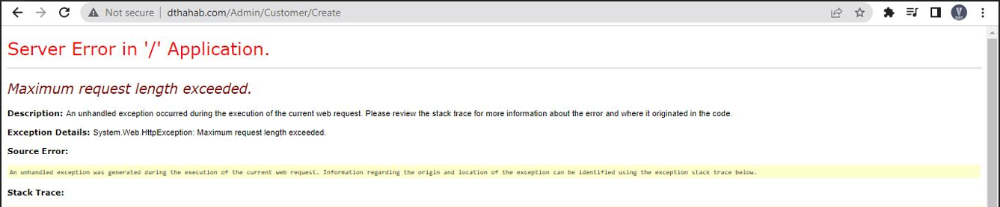 Not secure | dthahab.com/Admin/Customer/Create
Server Error in '/' Application.
Maximum request length exceeded.
Description: An unhandled exception occurred during the execution of the current web request. Please review the stack trace for more information about the error and where it originated in the code.
Exception Details: System.Web.HttpException: Maximum request length exceeded.
Source Error:
An unhandled exception was generated during the execution of the current web request. Information regarding the origin and location of the exception can be identified using the exception stack trace below.
Stack Trace: